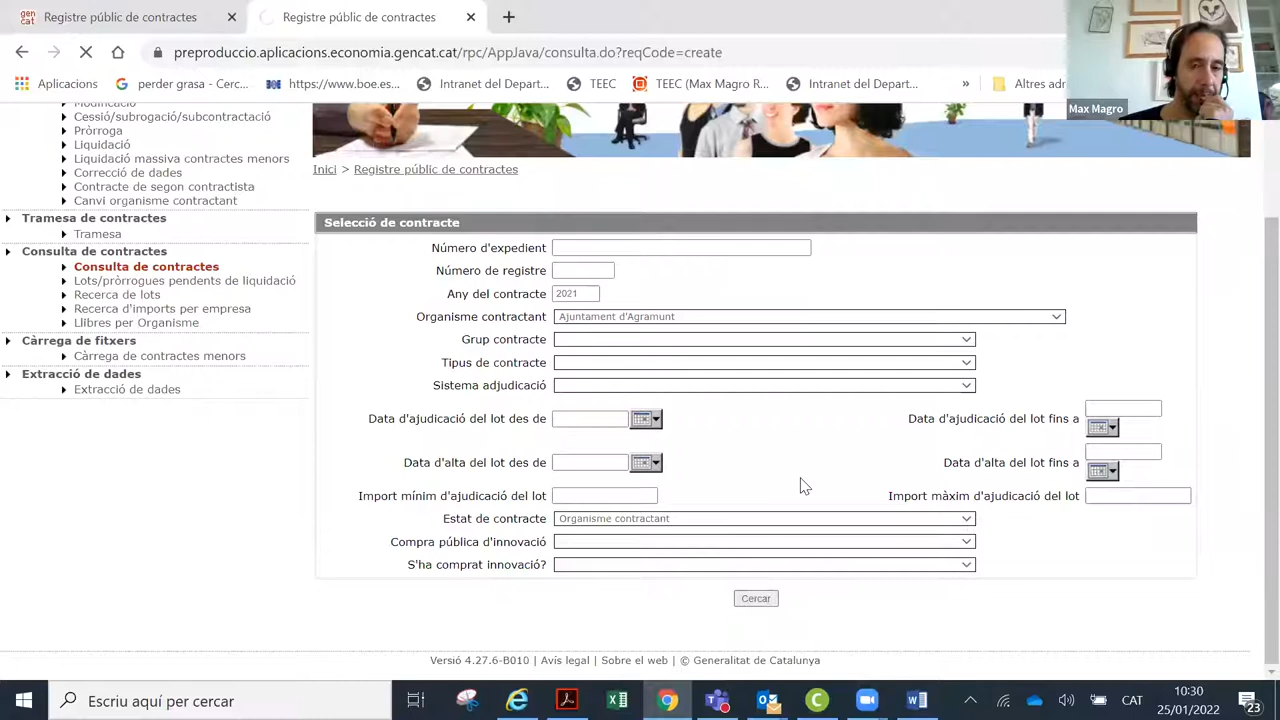 gen cat
Registre públic de contractes
Registre públic de contractes
preproduccio.aplicacions.economia.gencat.cat/rpc/AppJava/consulta.do?reqCode=create
Aplicacions
perder grasa - Cerc...
https://www.boe.es...
Intranet del Depart...
TEEC
TEEC (Max Magro R...
Intranet del Depart...
»
Altres adr
Max Magro
Modificació
Cessió/subrogació/subcontractació
Pròrroga
Liquidació
Liquidació massiva contractes menors
Correcció de dades
Contracte de segon contractista
Canvi organisme contractant
Tramesa de contractes
Tramesa
Consulta de contractes
Consulta de contractes
Lots/pròrrogues pendents de liquidació
Recerca de lots
Recerca d'imports per empresa
Llibres per Organisme
Càrrega de fitxers
Càrrega de contractes menors
Extracció de dades
Extracció de dades
Inici > Registre públic de contractes
Selecció de contracte
Número d'expedient
Número de registre
Any del contracte 2021
Organisme contractant Ajuntament d'Agramunt
Grup contracte
Tipus de contracte
Sistema adjudicació
Data d'ajudicació del lot des de
Data d'ajudicació del lot fins a
Data d'alta del lot des de
Data d'alta del lot fins a
Import mínim d'ajudicació del lot
Import màxim d'ajudicació del lot
Estat de contracte Organisme contractant
Compra pública d'innovació
S'ha comprat innovació?
Cercar
Versió 4.27.6-B010 | Avís legal | Sobre el web | © Generalitat de Catalunya
Escriu aquí per cercar
CAT
10:30
25/01/2022
23